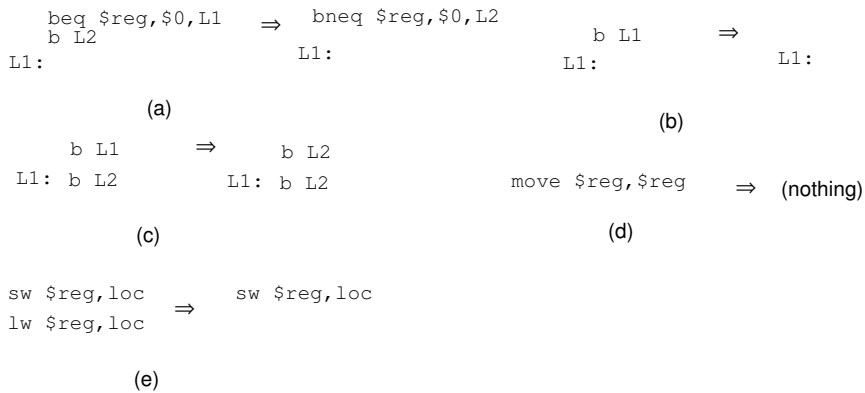 beq $reg,$0,L1 ⇒ bneq $reg,$0,L2
b L2
L1: L1:
(a)
b L1 ⇒
L1: L1:
(b)
b L1 ⇒ b L2
L1: b L2 L1: b L2
(c)
move $reg,$reg ⇒ (nothing)
(d)
sw $reg,loc ⇒ sw $reg,loc
lw $reg,loc
(e)